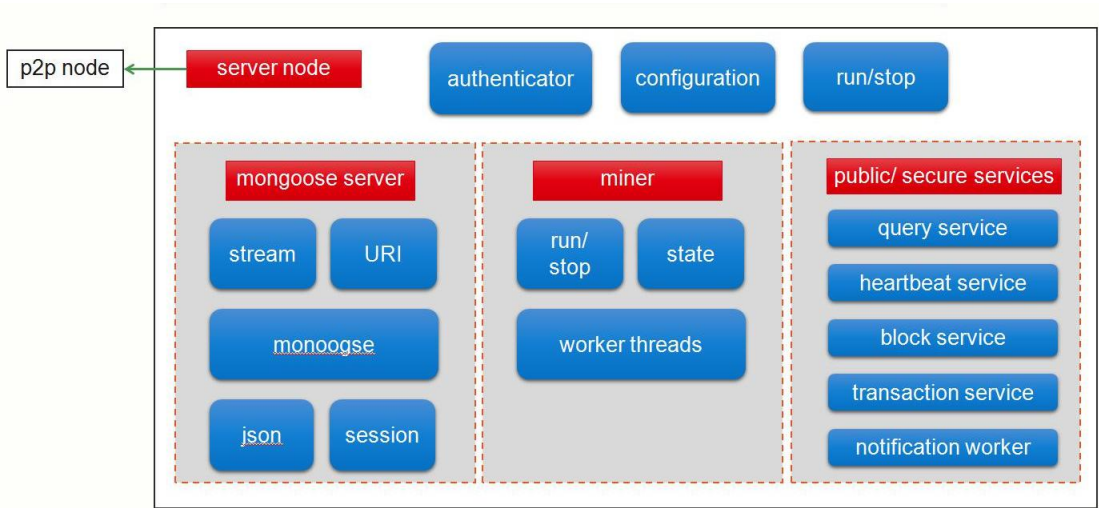 p2p node
server node
authenticator
configuration
run/stop
mongoose server
stream
URI
monoogse
json
session
miner
run/
stop
state
worker threads
public/ secure services
query service
heartbeat service
block service
transaction service
notification worker